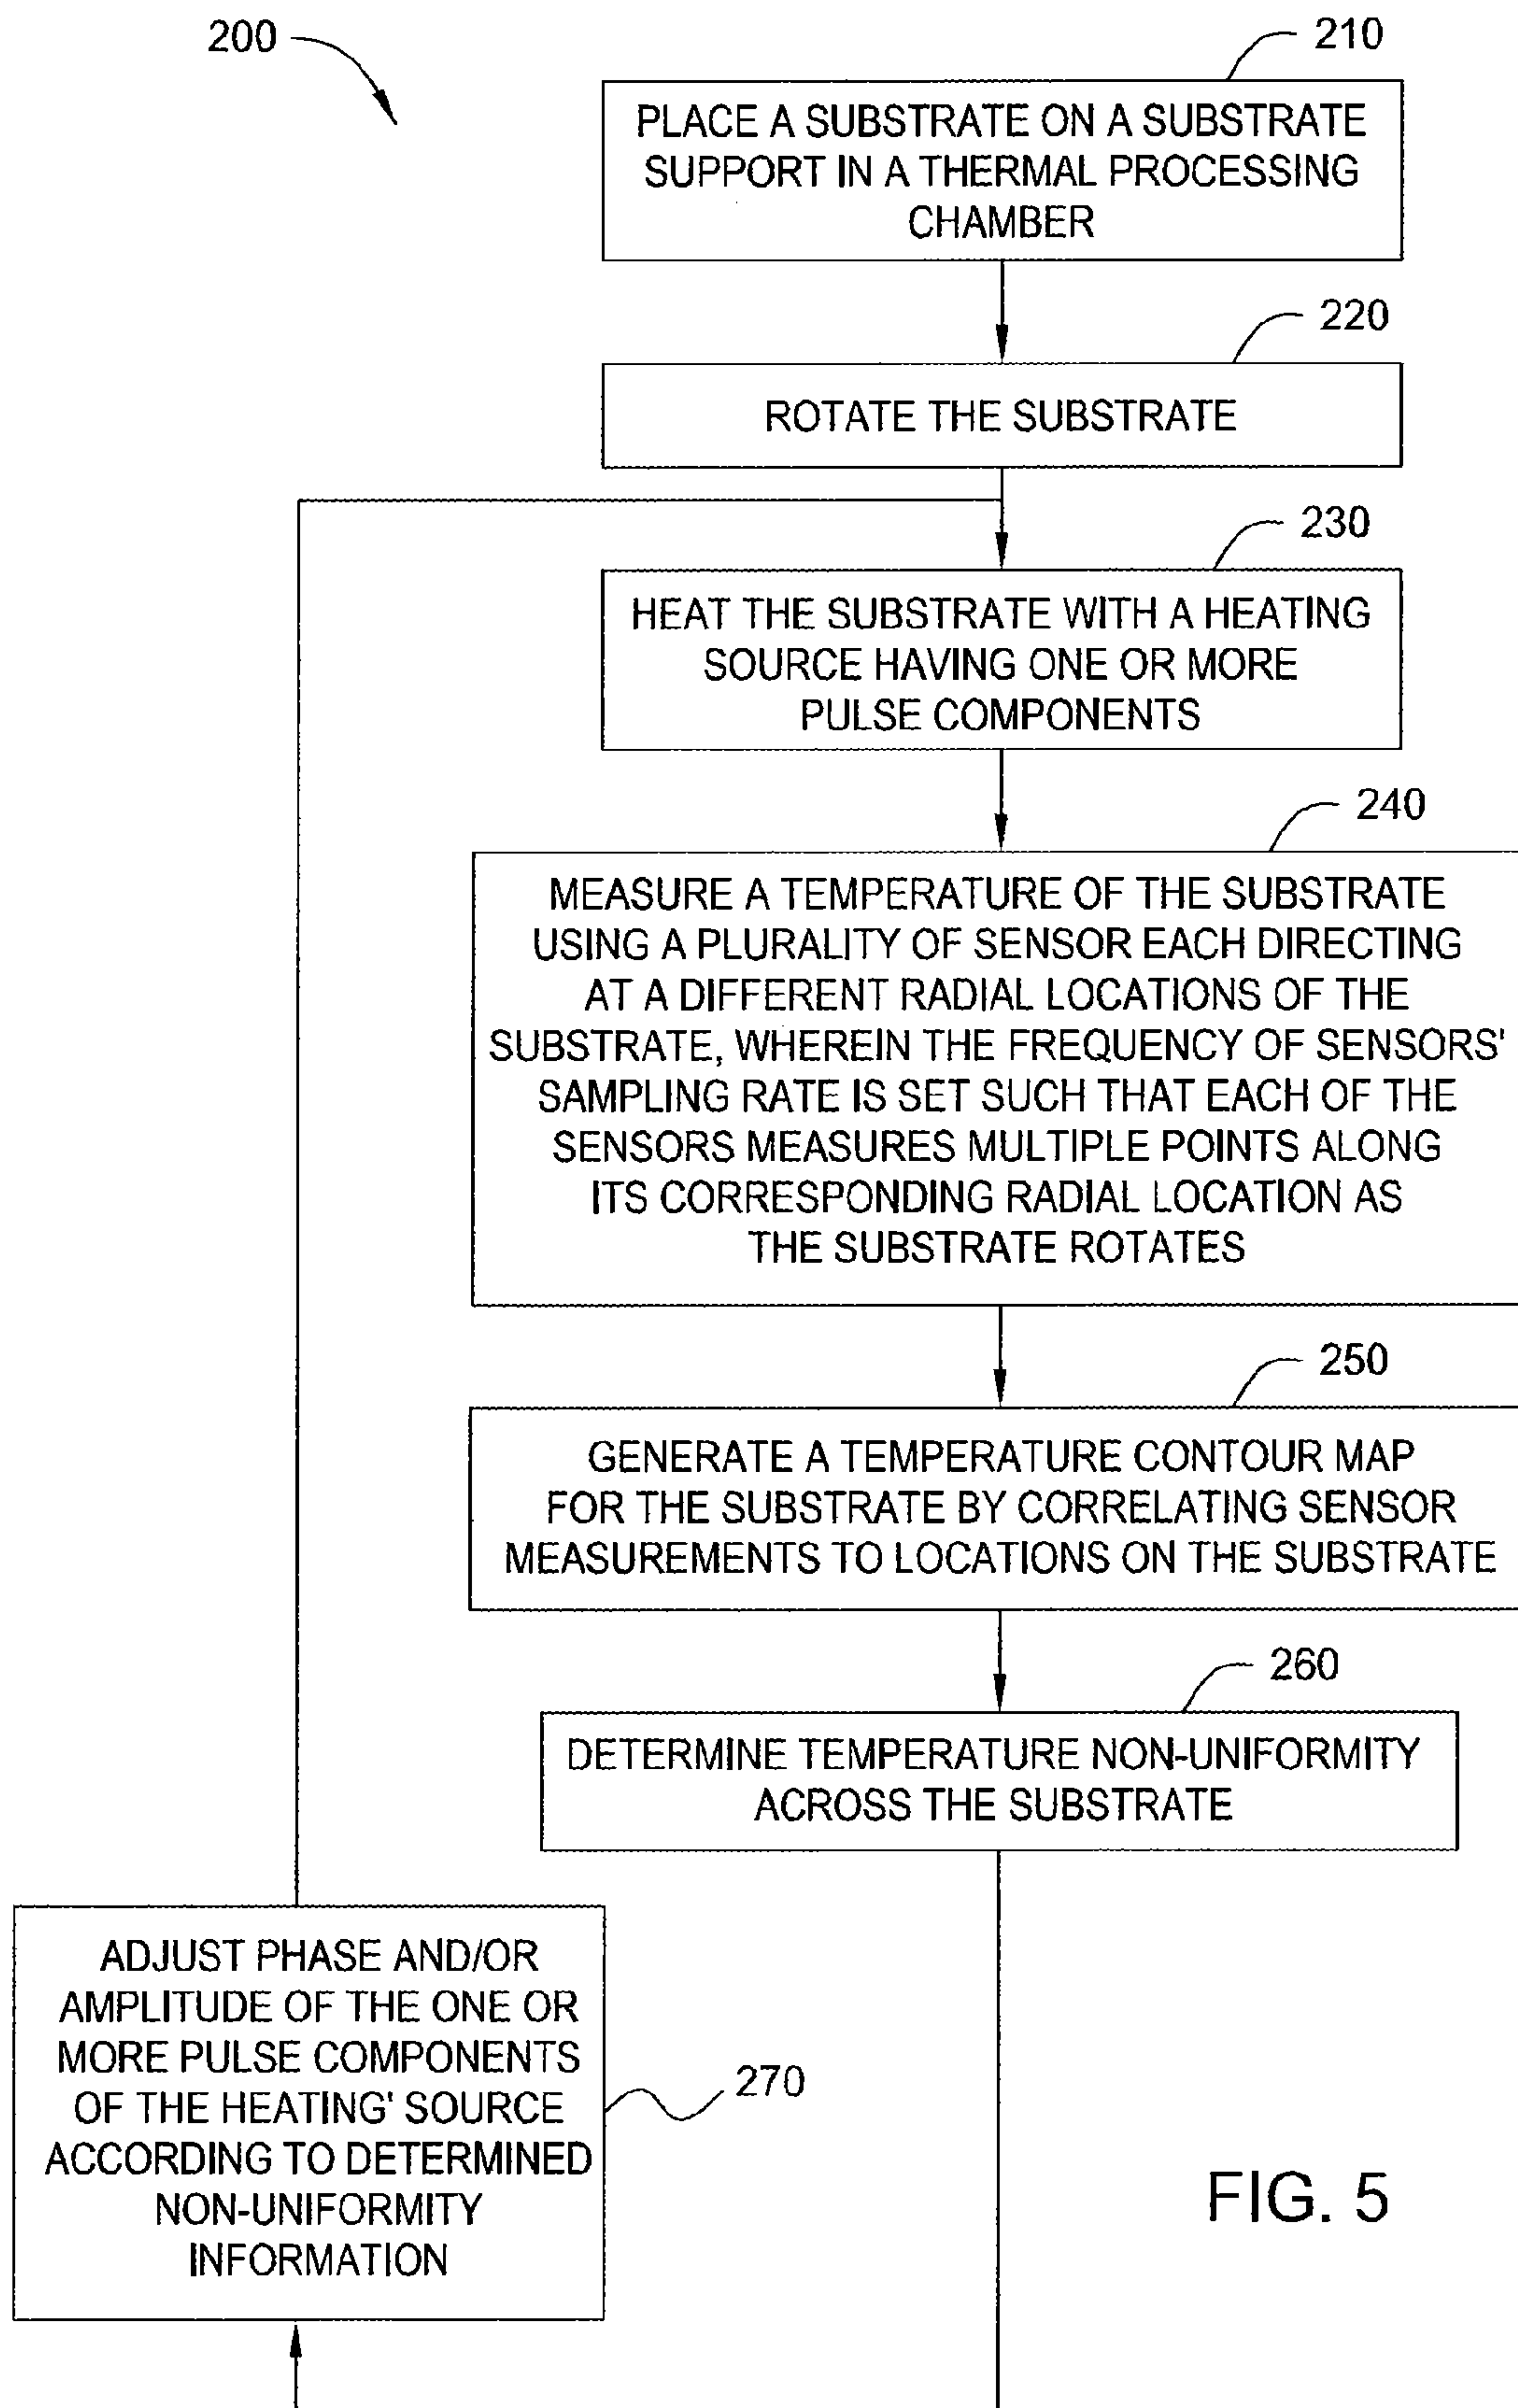 200
210
PLACE A SUBSTRATE ON A SUBSTRATE
SUPPORT IN A THERMAL PROCESSING
CHAMBER
220
ROTATE THE SUBSTRATE
230
HEAT THE SUBSTRATE WITH A HEATING
SOURCE HAVING ONE OR MORE
PULSE COMPONENTS
240
MEASURE A TEMPERATURE OF THE SUBSTRATE
USING A PLURALITY OF SENSOR EACH DIRECTING
AT A DIFFERENT RADIAL LOCATIONS OF THE
SUBSTRATE, WHEREIN THE FREQUENCY OF SENSORS'
SAMPLING RATE IS SET SUCH THAT EACH OF THE
SENSORS MEASURES MULTIPLE POINTS ALONG
ITS CORRESPONDING RADIAL LOCATION AS
THE SUBSTRATE ROTATES
250
GENERATE A TEMPERATURE CONTOUR MAP
FOR THE SUBSTRATE BY CORRELATING SENSOR
MEASUREMENTS TO LOCATIONS ON THE SUBSTRATE
260
DETERMINE TEMPERATURE NON-UNIFORMITY
ACROSS THE SUBSTRATE
ADJUST PHASE AND/OR
AMPLITUDE OF THE ONE OR
MORE PULSE COMPONENTS
OF THE HEATING' SOURCE
ACCORDING TO DETERMINED
NON-UNIFORMITY
INFORMATION
270
FIG. 5